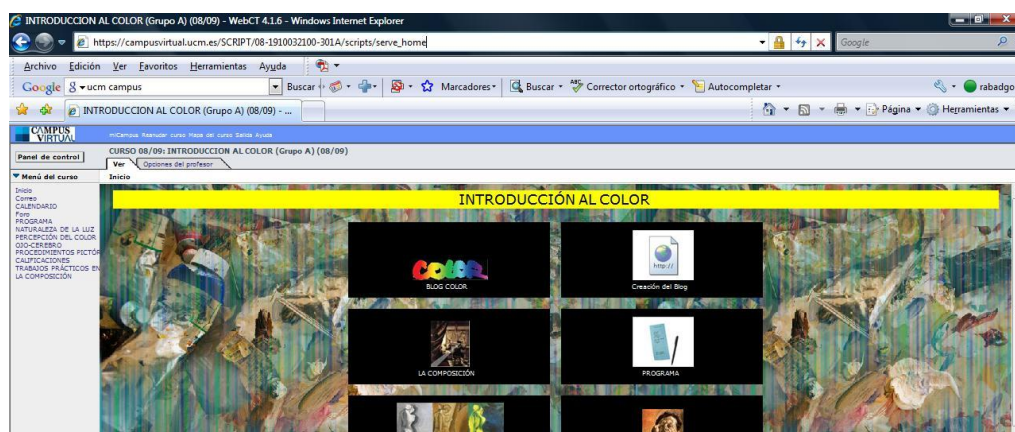 INTRODUCCION AL COLOR (Grupo A) (08/09) - WebCT 4.1.6 - Windows Internet Explorer
https://campusvirtual.ucm.es/SCRIPT/08-1910032100-301A/scripts/serve_home
Google
Archivo Edición Ver Favoritos Herramientas Ayuda
Google ucm campus Buscar Marcadores Buscar Corrector ortográfico Autocompletar rabadgo
INTRODUCCION AL COLOR (Grupo A) (08/09) - ... Página Herramientas
CAMPUS VIRTUAL
miCampus Reanudar curso Mapa del curso Salida Ayuda
Panel de control
CURSO 08/09: INTRODUCCION AL COLOR (Grupo A) (08/09)
Ver Opciones del profesor
Menú del curso
Inicio
Inicio
Correo
CALENDARIO
Foro
PROGRAMA
NATURALEZA DE LA LUZ
PERCEPCIÓN DEL COLOR
OJO-CEREBRO
PROCEDIMIENTOS PICTÓR
CALIFICACIONES
TRABAJOS PRÁCTICOS EN
LA COMPOSICIÓN
INTRODUCCIÓN AL COLOR
COLOR
BLOG COLOR
http://
Creación del Blog
LA COMPOSICIÓN
PROGRAMA